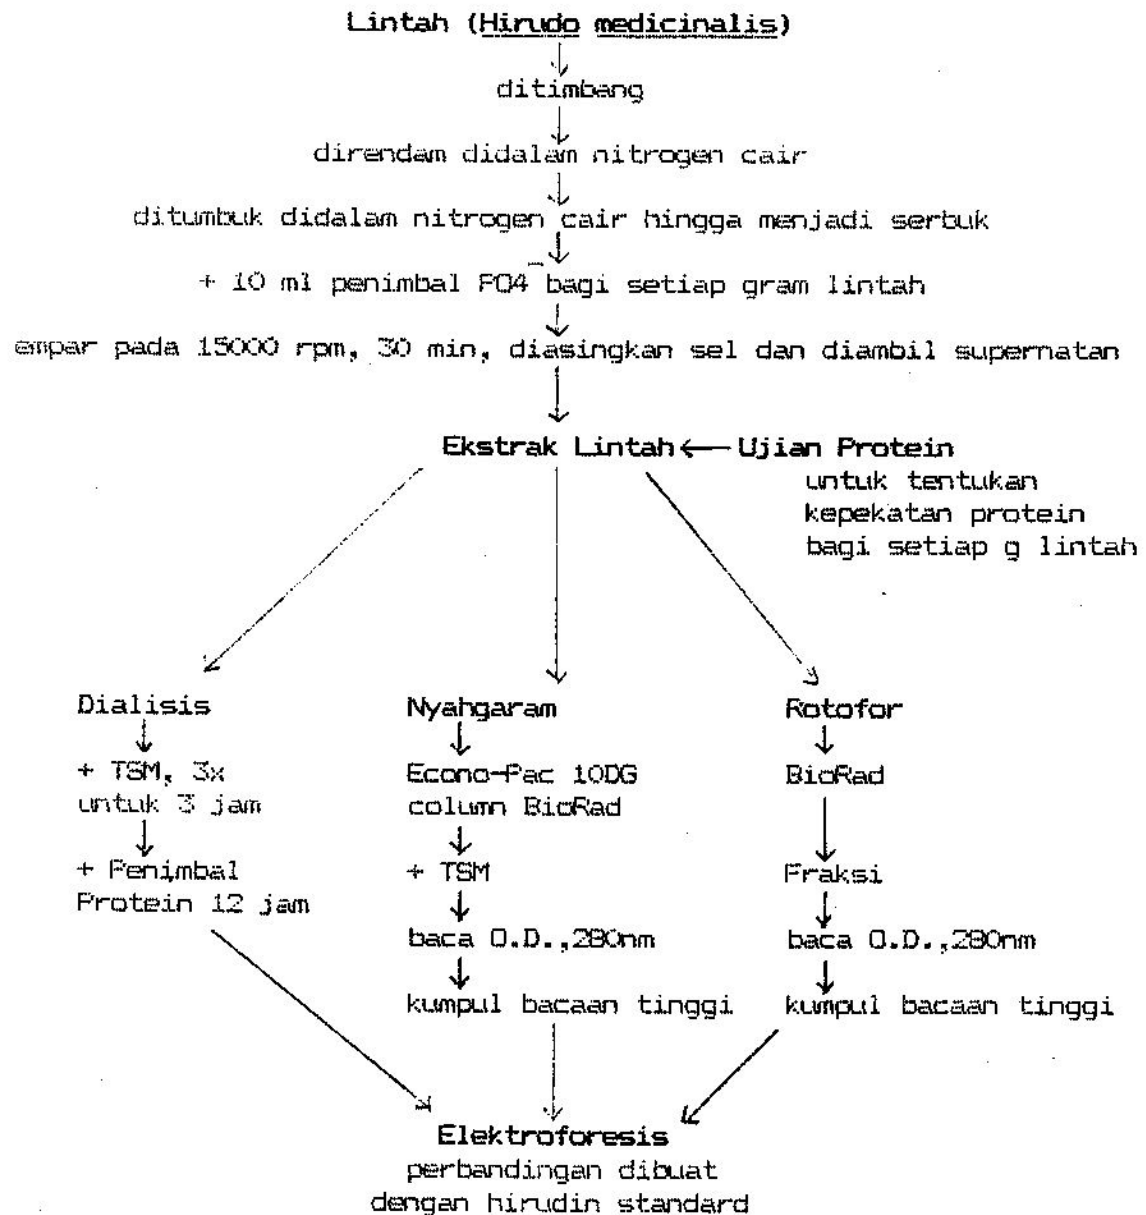 Lintah (Hirudo medicinalis)
ditimbang
direndam didalam nitrogen cair
ditumbuk didalam nitrogen cair hingga menjadi serbuk
+ 10 ml penimbal PO4⁻ bagi setiap gram lintah
empar pada 15000 rpm, 30 min, diasingkan sel dan diambil supernatan
Ekstrak Lintah ← Ujian Protein
untuk tentukan
kepekatan protein
bagi setiap g lintah
Dialisis
+ TSM, 3x
untuk 3 jam
+ Penimbal
Protein 12 jam
Nyahgaram
Econo-Pac 10DG
column BioRad
+ TSM
baca O.D.,280nm
kumpul bacaan tinggi
Rotofor
BioRad
Fraksi
baca O.D.,280nm
kumpul bacaan tinggi
Elektroforesis
perbandingan dibuat
dengan hirudin standard